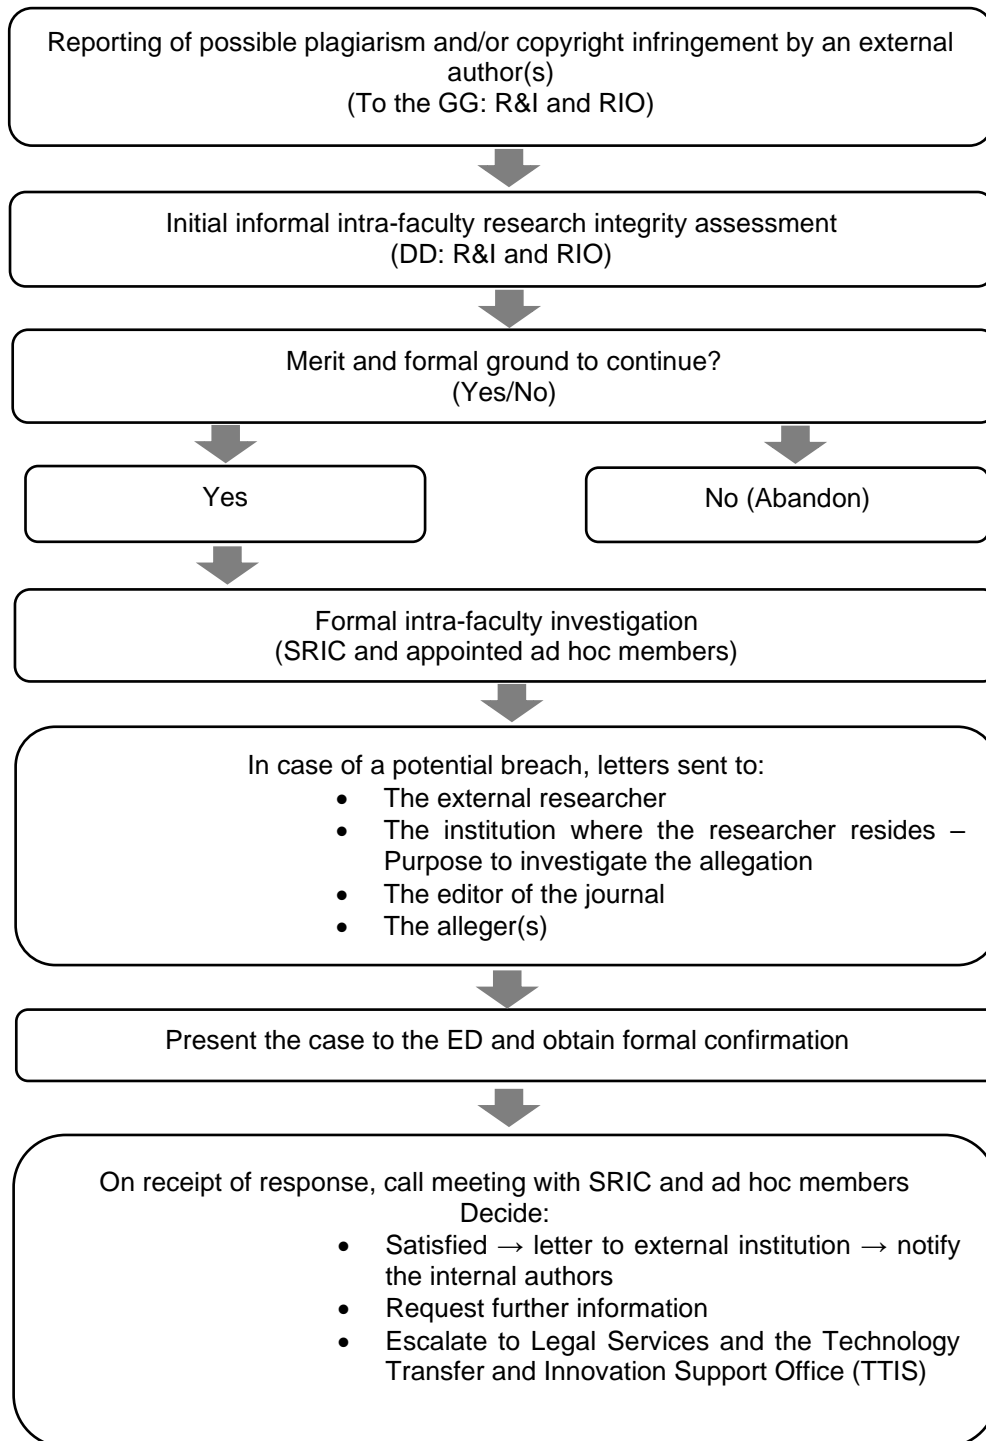 Reporting of possible plagiarism and/or copyright infringement by an external
author(s)
(To the GG: R&I and RIO)
Initial informal intra-faculty research integrity assessment
(DD: R&I and RIO)
Merit and formal ground to continue?
(Yes/No)
Yes
No (Abandon)
Formal intra-faculty investigation
(SRIC and appointed ad hoc members)
In case of a potential breach, letters sent to:
• The external researcher
• The institution where the researcher resides –
Purpose to investigate the allegation
• The editor of the journal
• The alleger(s)
Present the case to the ED and obtain formal confirmation
On receipt of response, call meeting with SRIC and ad hoc members
Decide:
• Satisfied → letter to external institution → notify
the internal authors
• Request further information
• Escalate to Legal Services and the Technology
Transfer and Innovation Support Office (TTIS)